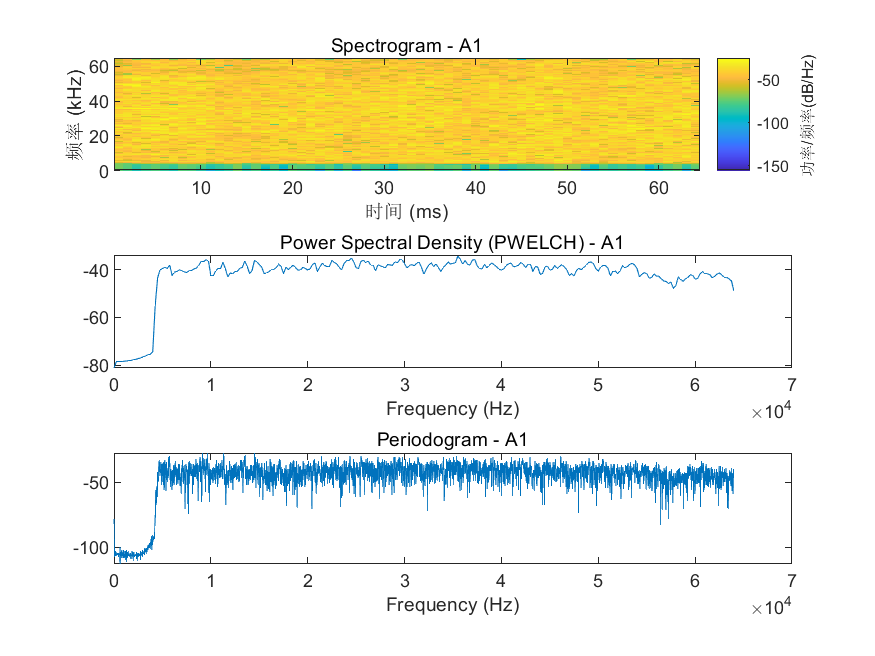 Spectrogram - A1
60
40
20
0
频率 (kHz)
10 20 30 40 50 60
时间 (ms)
-50
-100
-150
功率/频率(dB/Hz)
Power Spectral Density (PWELCH) - A1
-40
-60
-80
0 1 2 3 4 5 6 7
Frequency (Hz)
×10⁴
Periodogram - A1
-50
-100
0 1 2 3 4 5 6 7
Frequency (Hz)
×10⁴